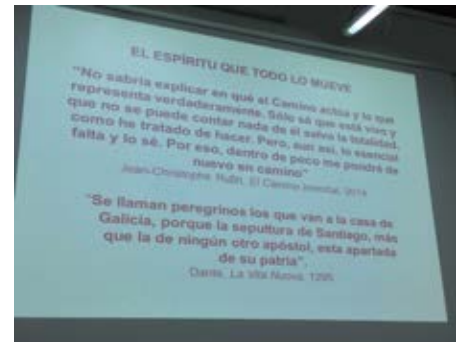 EL ESPÍRITU QUE TODO LO MUEVE
"No sabría explicar en qué el Camino actúa y lo que
representa verdaderamente. Sólo sé que está vivo y
que no se puede contar nada de él salvo la totalidad,
como he tratado de hacer. Pero, aun así, lo esencial
falta y lo sé. Por eso, dentro de poco me pondré de
nuevo en camino"
Jean-Christophe Rufin, El Camino inmortal, 2014
"Se llaman peregrinos los que van a la casa de
Galicia, porque la sepultura de Santiago, más
que la de ningún otro apóstol, esta apartada
de su patria".
Dante, La Vita Nuova, 1295